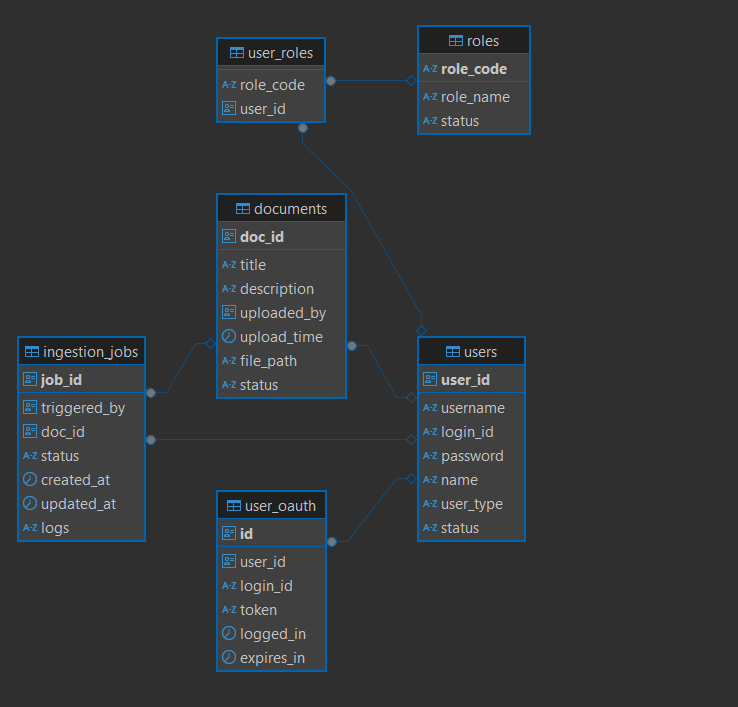 user_roles
role_code
user_id
roles
role_code
role_name
status
documents
doc_id
title
description
uploaded_by
upload_time
file_path
status
ingestion_jobs
job_id
triggered_by
doc_id
status
created_at
updated_at
logs
users
user_id
username
login_id
password
name
user_type
status
user_oauth
id
user_id
login_id
token
logged_in
expires_in